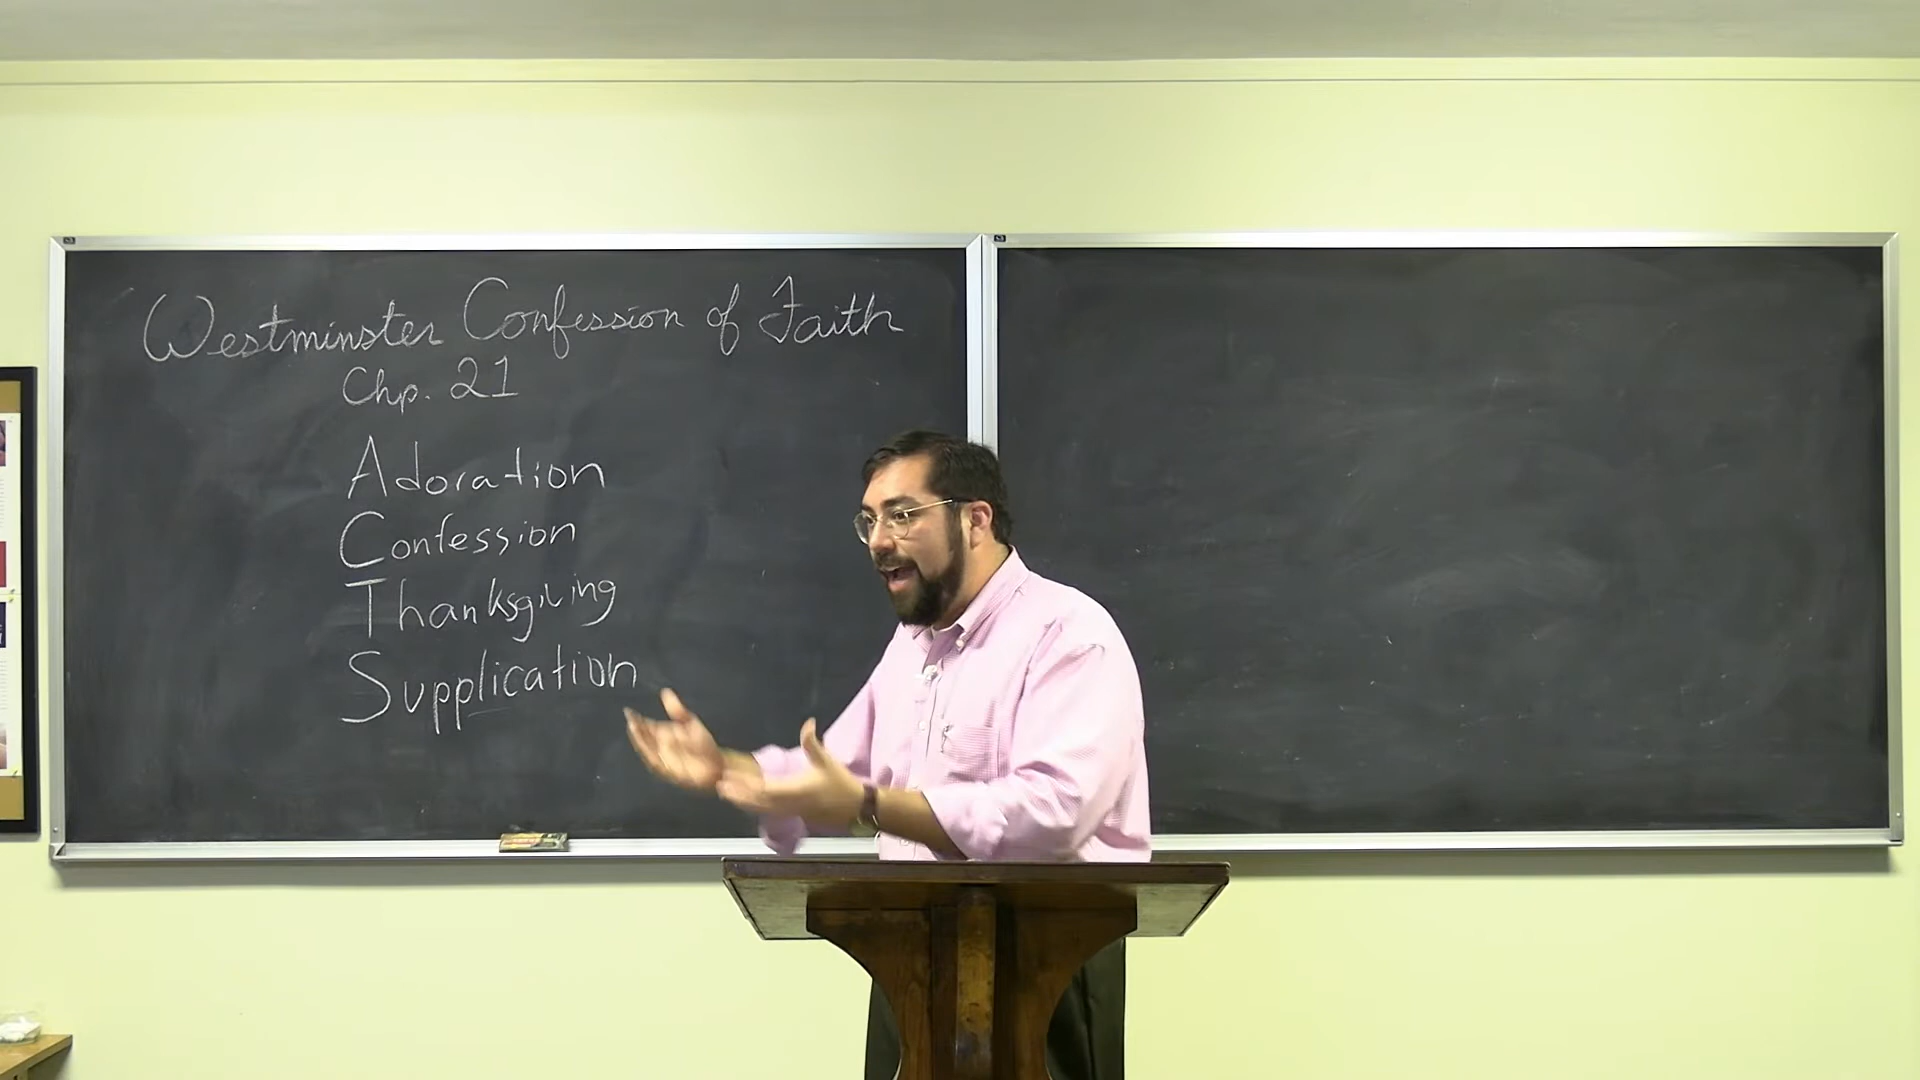 Westminster Confession of Faith
Chp. 21
Adoration
Confession
Thanksgiving
Supplication